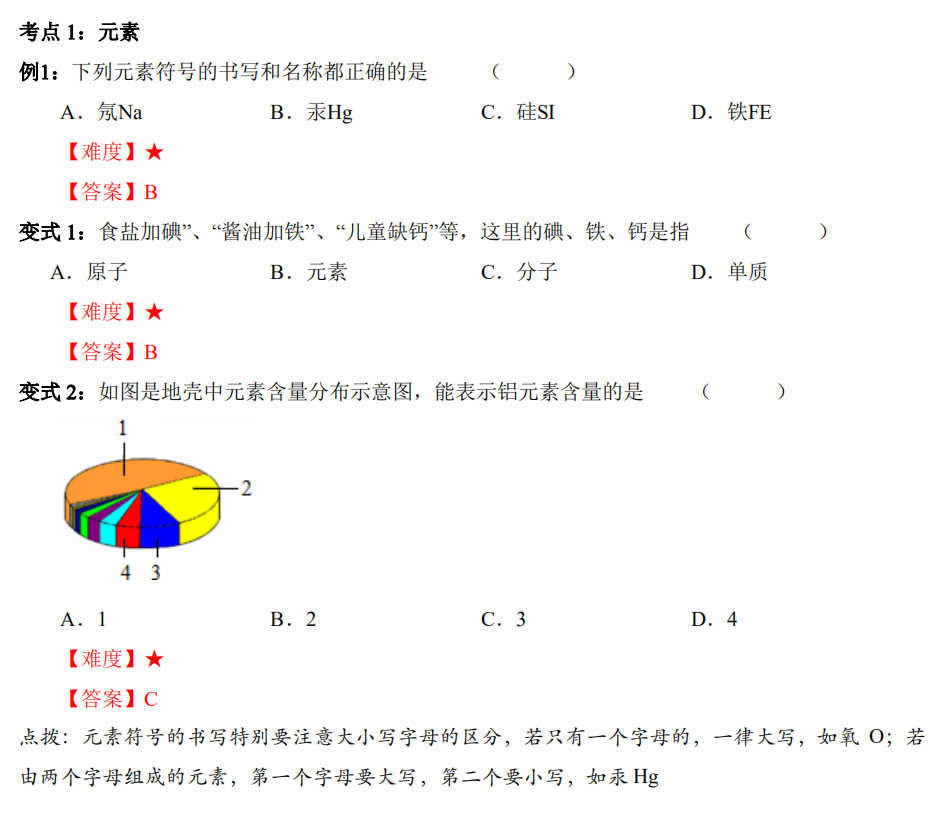 考点 1：元素
例1：下列元素符号的书写和名称都正确的是 （ ）
A．氖Na B．汞Hg C．硅SI D．铁FE
【难度】★
【答案】B
变式 1：食盐加碘”、“酱油加铁”、“儿童缺钙”等，这里的碘、铁、钙是指 （ ）
A．原子 B．元素 C．分子 D．单质
【难度】★
【答案】B
变式 2：如图是地壳中元素含量分布示意图，能表示铝元素含量的是 （ ）
1
2
4 3
A．1 B．2 C．3 D．4
【难度】★
【答案】C
点拨：元素符号的书写特别要注意大小写字母的区分，若只有一个字母的，一律大写，如氧 O；若
由两个字母组成的元素，第一个字母要大写，第二个要小写，如汞 Hg